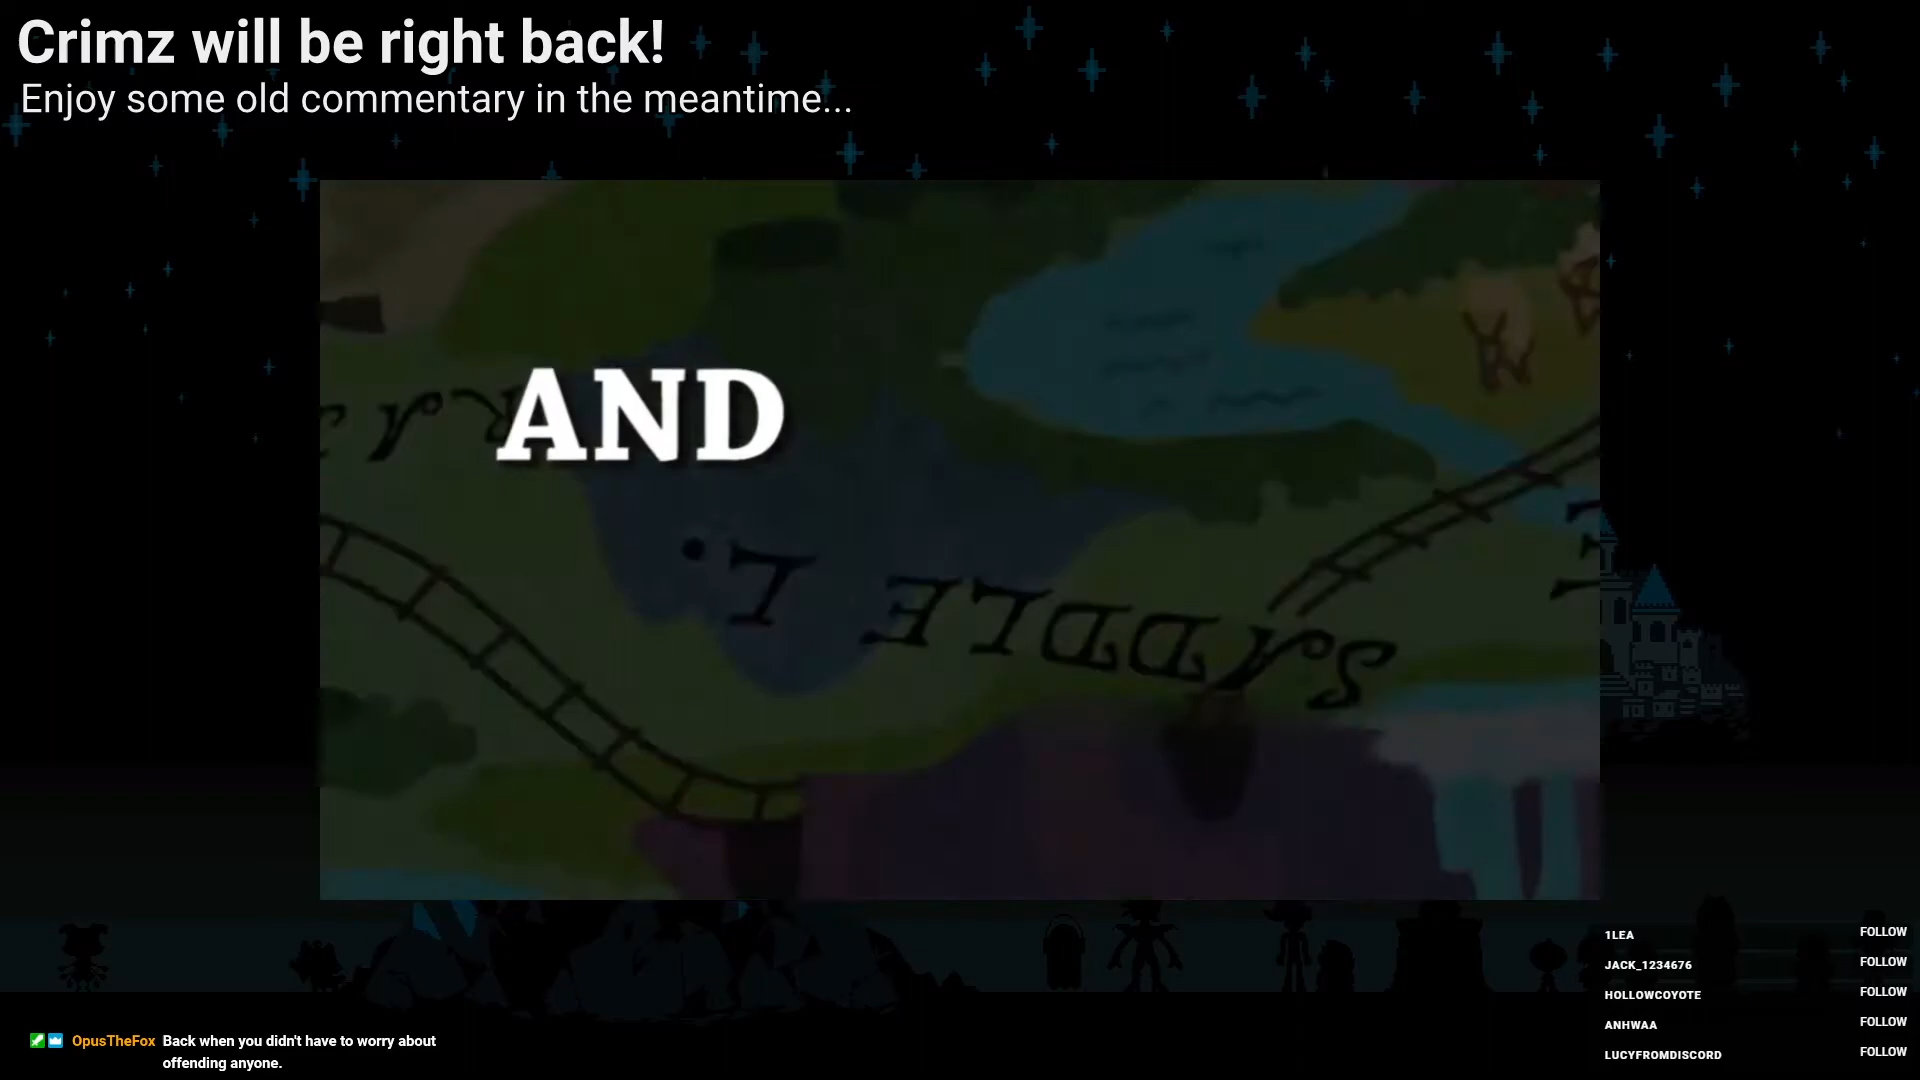 Crimz will be right back!
Enjoy some old commentary in the meantime...
AND
SADDLE L.
1LEA FOLLOW
JACK_1234676 FOLLOW
HOLLOWCOYOTE FOLLOW
ANHWAA FOLLOW
LUCYFROMDISCORD FOLLOW
OpusTheFox Back when you didn't have to worry about
offending anyone.